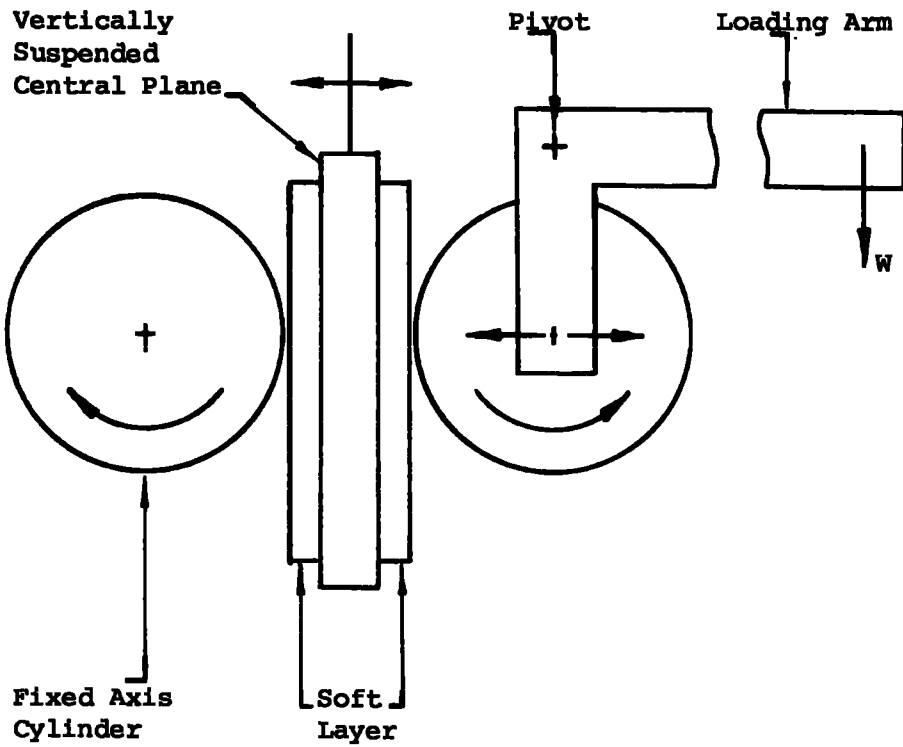 Vertically
Suspended
Central Plane
Pivot
Loading Arm
W
Fixed Axis
Cylinder
Soft
Layer